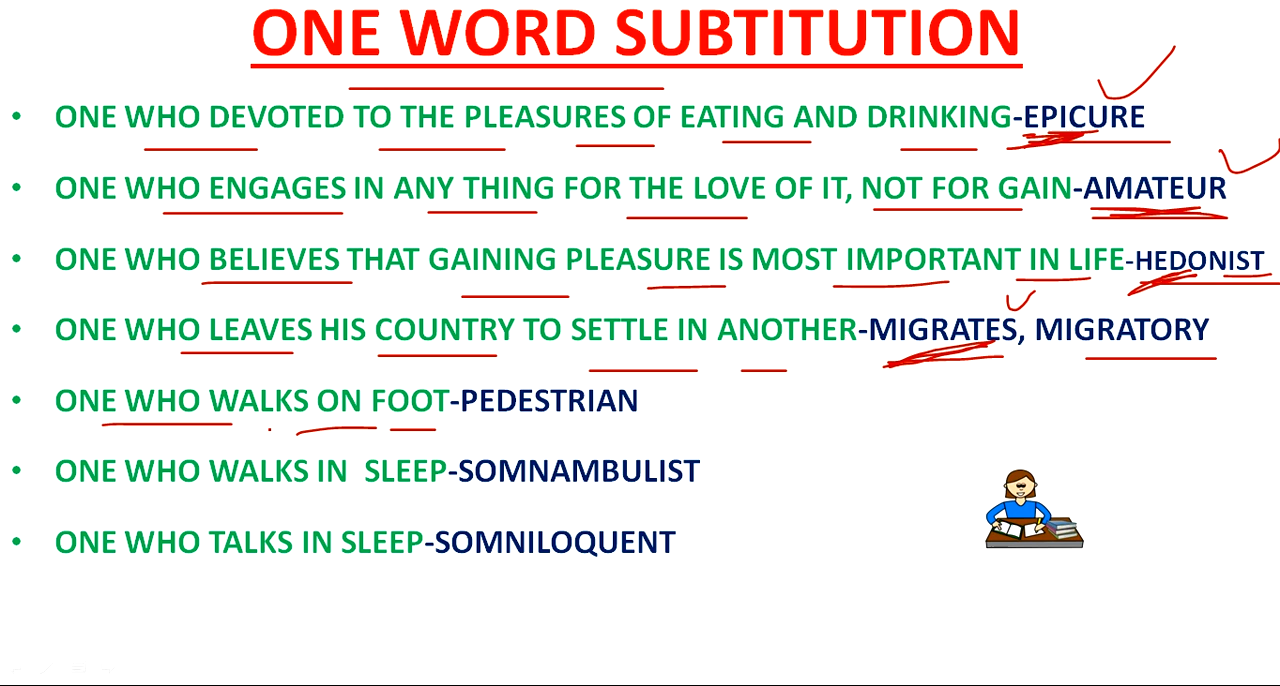 ONE WORD SUBTITUTION
• ONE WHO DEVOTED TO THE PLEASURES OF EATING AND DRINKING-EPICURE
• ONE WHO ENGAGES IN ANY THING FOR THE LOVE OF IT, NOT FOR GAIN-AMATEUR
• ONE WHO BELIEVES THAT GAINING PLEASURE IS MOST IMPORTANT IN LIFE-HEDONIST
• ONE WHO LEAVES HIS COUNTRY TO SETTLE IN ANOTHER-MIGRATES, MIGRATORY
• ONE WHO WALKS ON FOOT-PEDESTRIAN
• ONE WHO WALKS IN SLEEP-SOMNAMBULIST
• ONE WHO TALKS IN SLEEP-SOMNILOQUENT